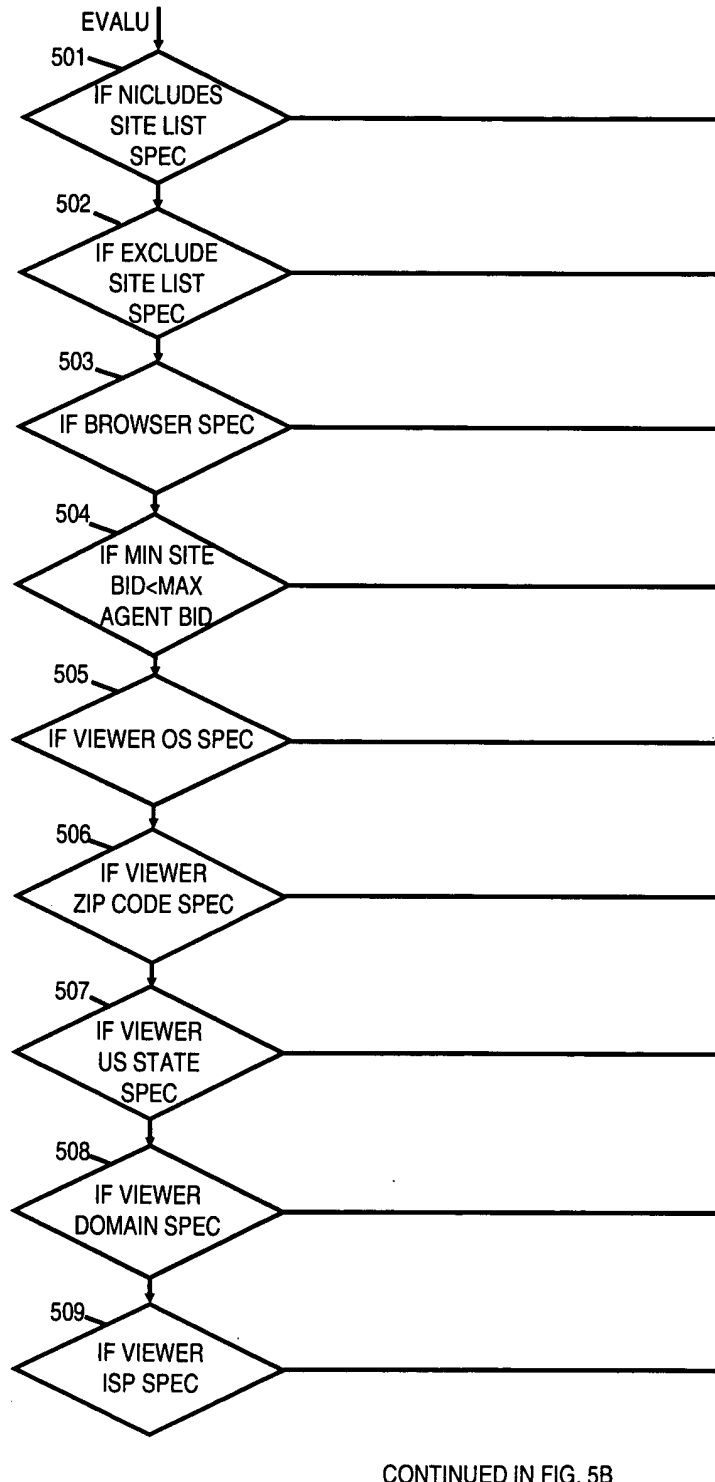 EVALU
501
IF NICLUDES
SITE LIST
SPEC
502
IF EXCLUDE
SITE LIST
SPEC
503
IF BROWSER SPEC
504
IF MIN SITE
BID<MAX
AGENT BID
505
IF VIEWER OS SPEC
506
IF VIEWER
ZIP CODE SPEC
507
IF VIEWER
US STATE
SPEC
508
IF VIEWER
DOMAIN SPEC
509
IF VIEWER
ISP SPEC
CONTINUED IN FIG. 5B